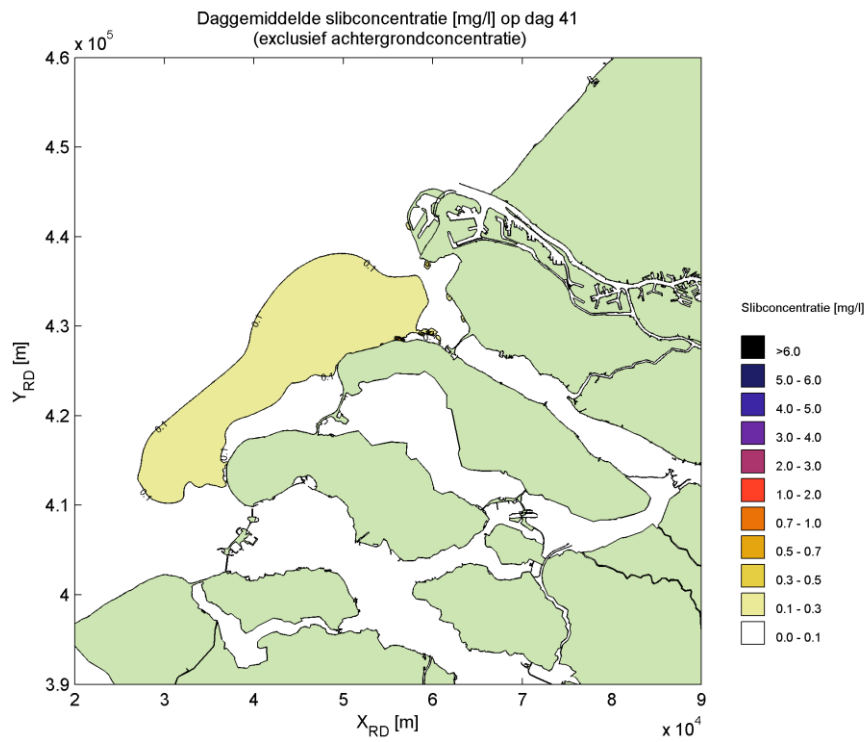 Daggemiddelde slibconcentratie [mg/l] op dag 41
(exclusief achtergrondconcentratie)
x 10^5
4.6
4.5
4.4
4.3
4.2
4.1
4
3.9
Y_RD [m]
0.1
0.1
0.1
0.1
0.1
2
3
4
5
6
7
8
9
X_RD [m]
x 10^4
Slibconcentratie [mg/l]
>6.0
5.0 - 6.0
4.0 - 5.0
3.0 - 4.0
2.0 - 3.0
1.0 - 2.0
0.7 - 1.0
0.5 - 0.7
0.3 - 0.5
0.1 - 0.3
0.0 - 0.1